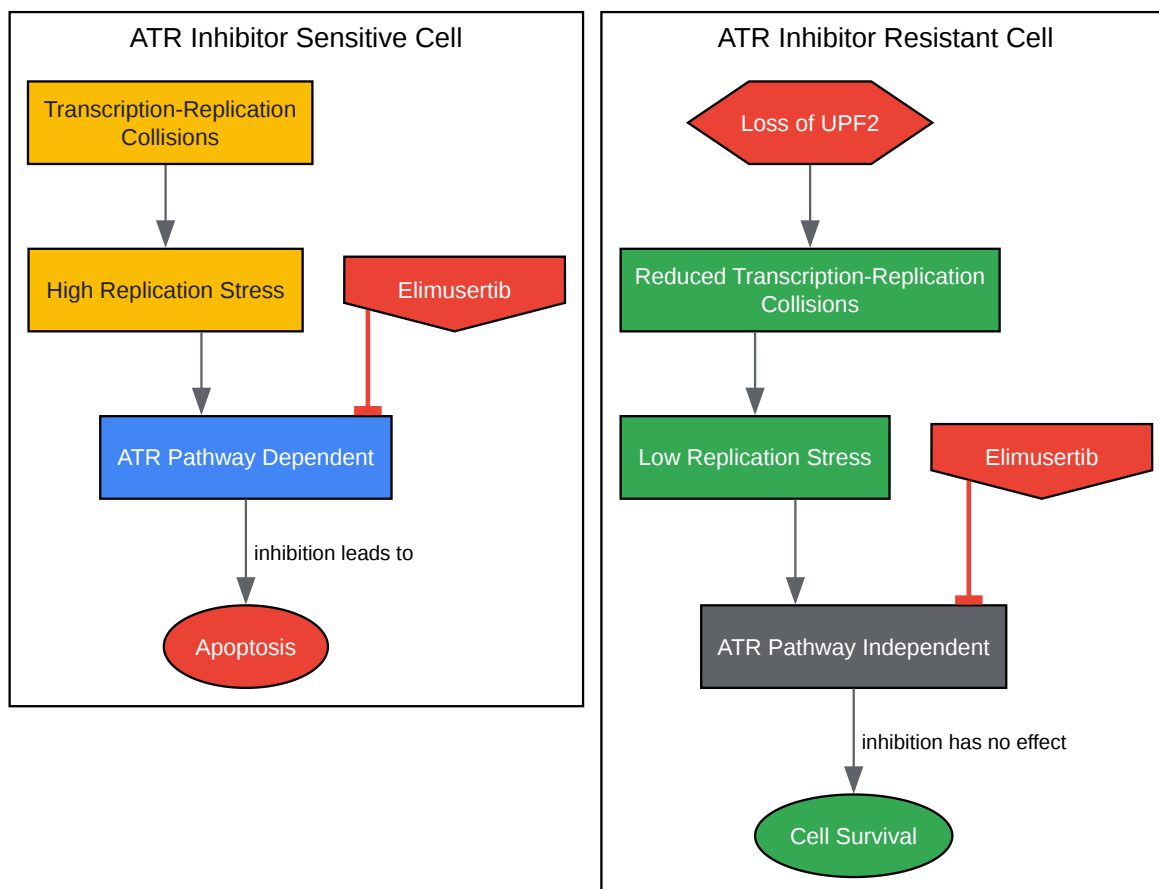 ATR Inhibitor Sensitive Cell
Transcription-Replication
Collisions
High Replication Stress
Elimusertib
ATR Pathway Dependent
inhibition leads to
Apoptosis
ATR Inhibitor Resistant Cell
Loss of UPF2
Reduced Transcription-Replication
Collisions
Low Replication Stress
Elimusertib
ATR Pathway Independent
inhibition has no effect
Cell Survival